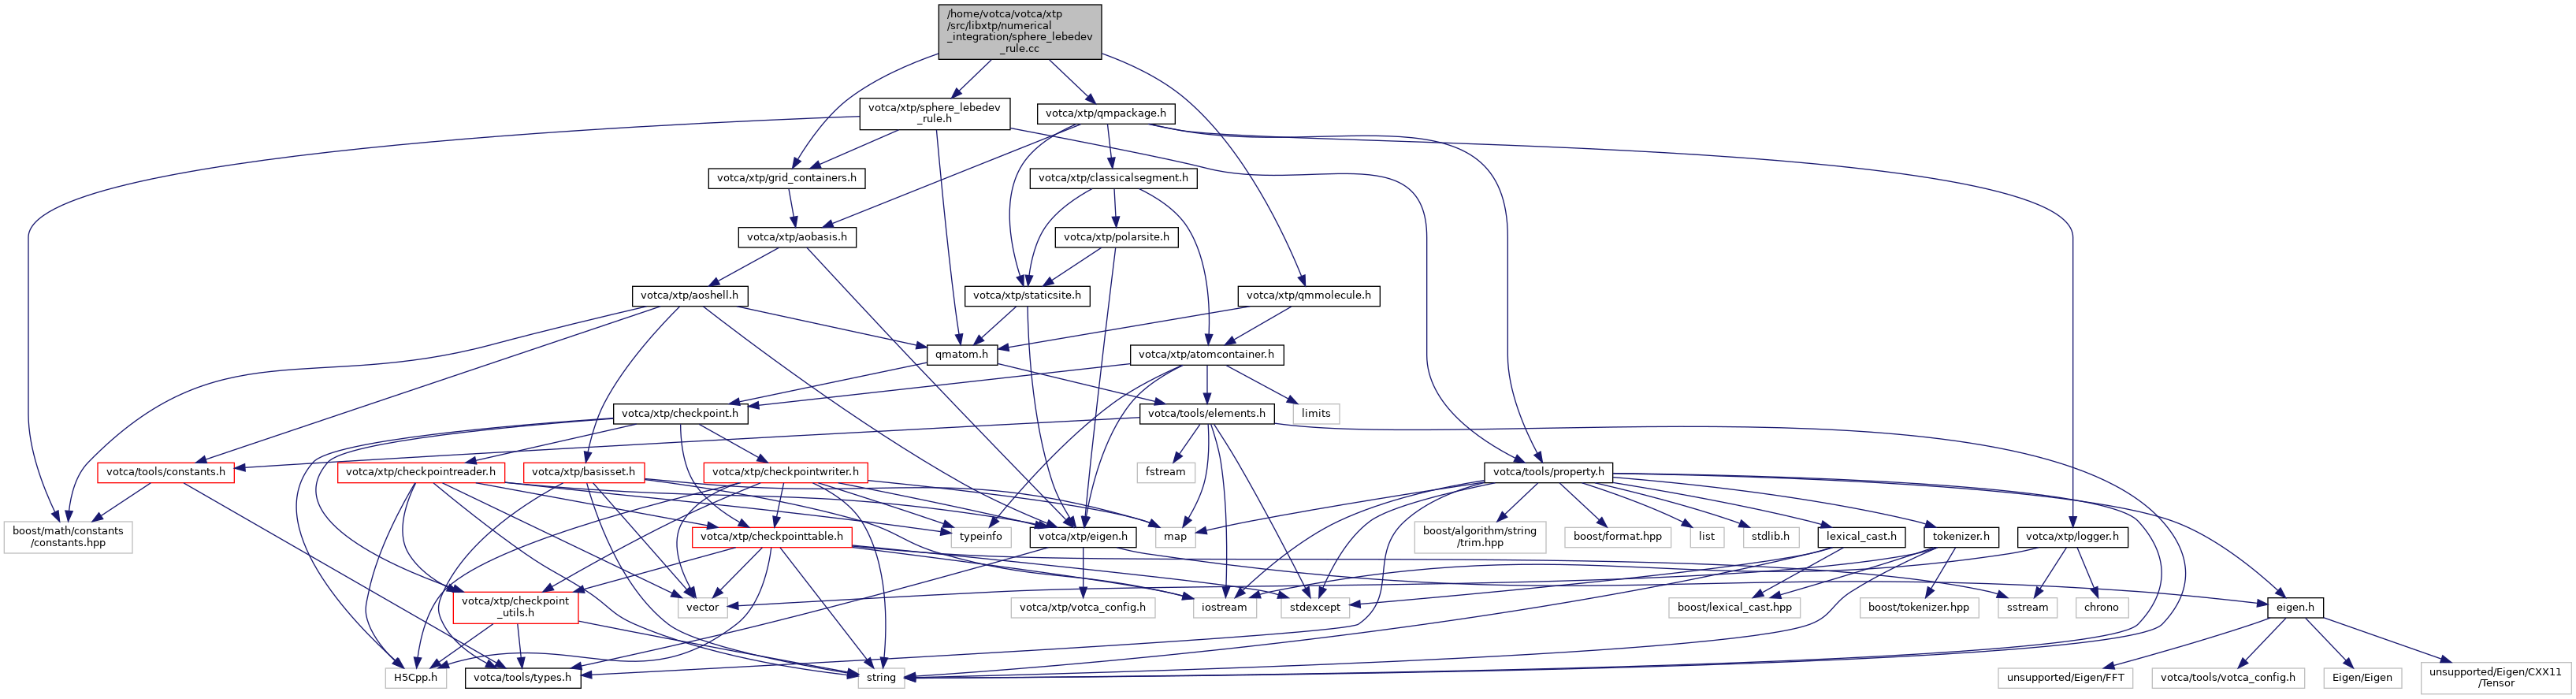 /home/votca/votca/xtp
/src/libxtp/numerical
_integration/sphere_lebedev
_rule.cc
votca/xtp/sphere_lebedev
_rule.h
votca/xtp/qmpackage.h
votca/xtp/grid_containers.h
votca/xtp/classicalsegment.h
votca/xtp/aobasis.h
votca/xtp/polarsite.h
votca/xtp/aoshell.h
votca/xtp/staticsite.h
votca/xtp/qmmolecule.h
qmatom.h
votca/xtp/atomcontainer.h
votca/xtp/checkpoint.h
votca/tools/elements.h
limits
votca/tools/constants.h
votca/xtp/checkpointreader.h
votca/xtp/basisset.h
votca/xtp/checkpointwriter.h
fstream
votca/tools/property.h
boost/math/constants
/constants.hpp
votca/xtp/checkpointtable.h
typeinfo
votca/xtp/eigen.h
map
boost/algorithm/string
/trim.hpp
boost/format.hpp
list
stdlib.h
lexical_cast.h
tokenizer.h
votca/xtp/logger.h
votca/xtp/checkpoint
_utils.h
vector
votca/xtp/votca_config.h
iostream
stdexcept
boost/lexical_cast.hpp
boost/tokenizer.hpp
sstream
chrono
eigen.h
H5Cpp.h
votca/tools/types.h
string
unsupported/Eigen/FFT
votca/tools/votca_config.h
Eigen/Eigen
unsupported/Eigen/CXX11
/Tensor